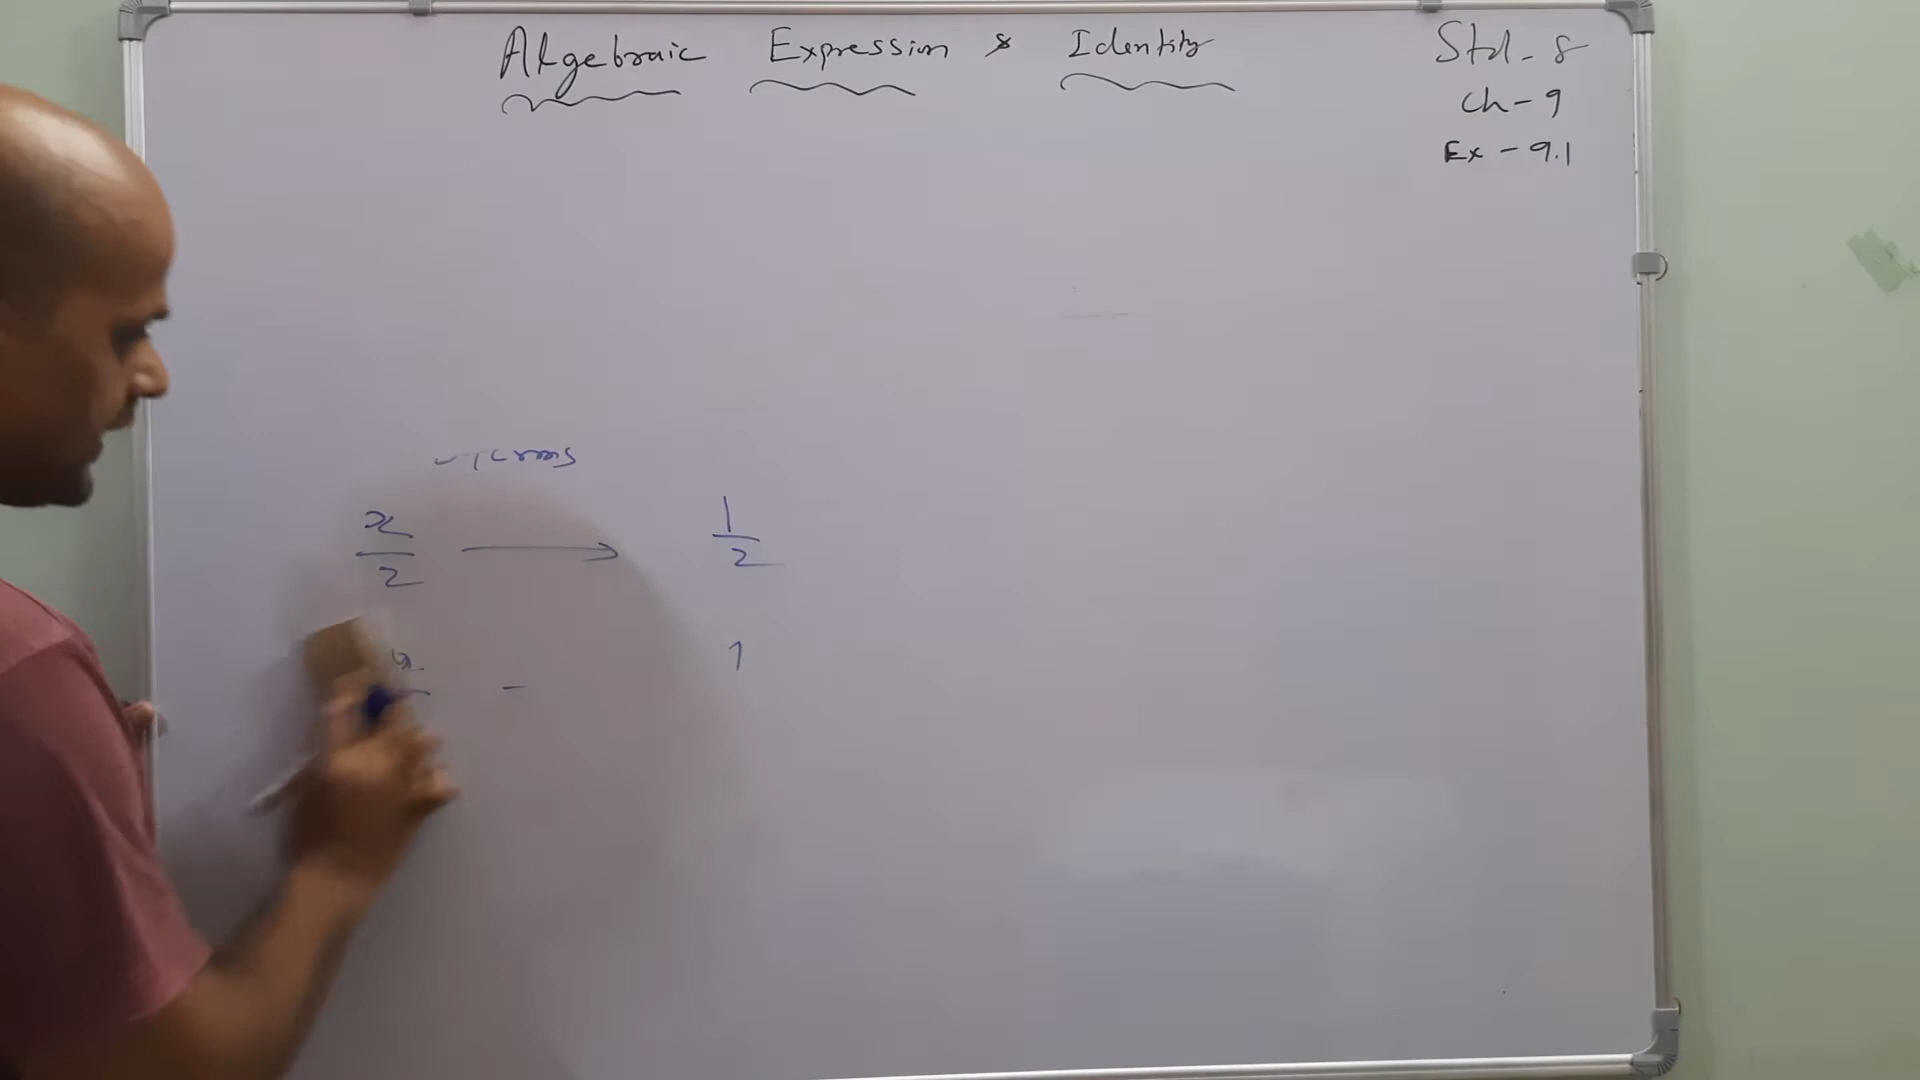 Algebraic Expression & Identity
Std - 8
Ch - 9
Ex - 9.1
x/2 → 1/2
1